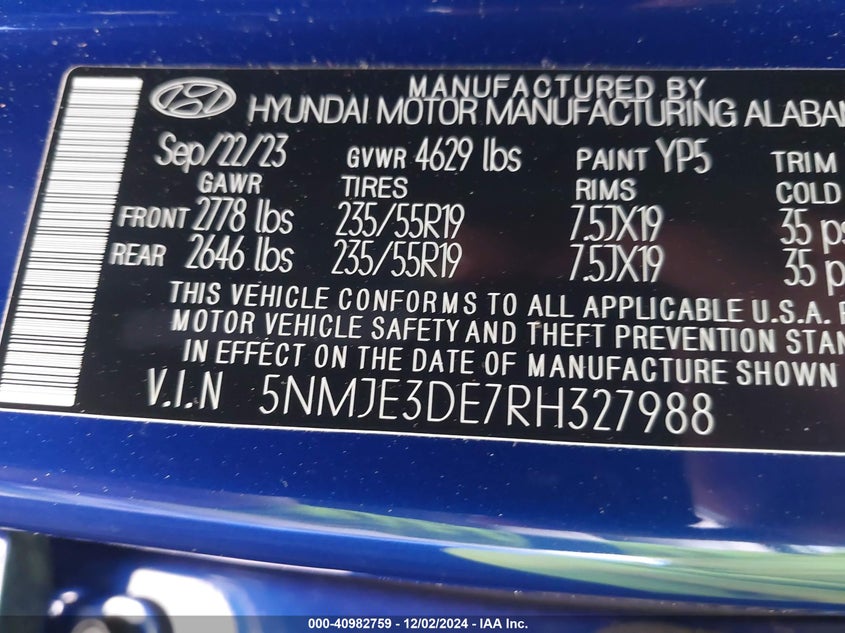 MANUFACTURED BY
HYUNDAI MOTOR MANUFACTURING ALABAM
Sep/22/23 GVWR 4629 lbs PAINT YP5 TRIM
GAWR TIRES RIMS COLD
FRONT 2778 lbs 235/55R19 7.5JX19 35 ps
REAR 2646 lbs 235/55R19 7.5JX19 35 p
THIS VEHICLE CONFORMS TO ALL APPLICABLE U.S.A.
MOTOR VEHICLE SAFETY AND THEFT PREVENTION STAN
IN EFFECT ON THE DATE OF MANUFACTURE SHOWN
V.I.N 5NMJE3DE7RH327988
000-40982759 - 12/02/2024 - IAA Inc.